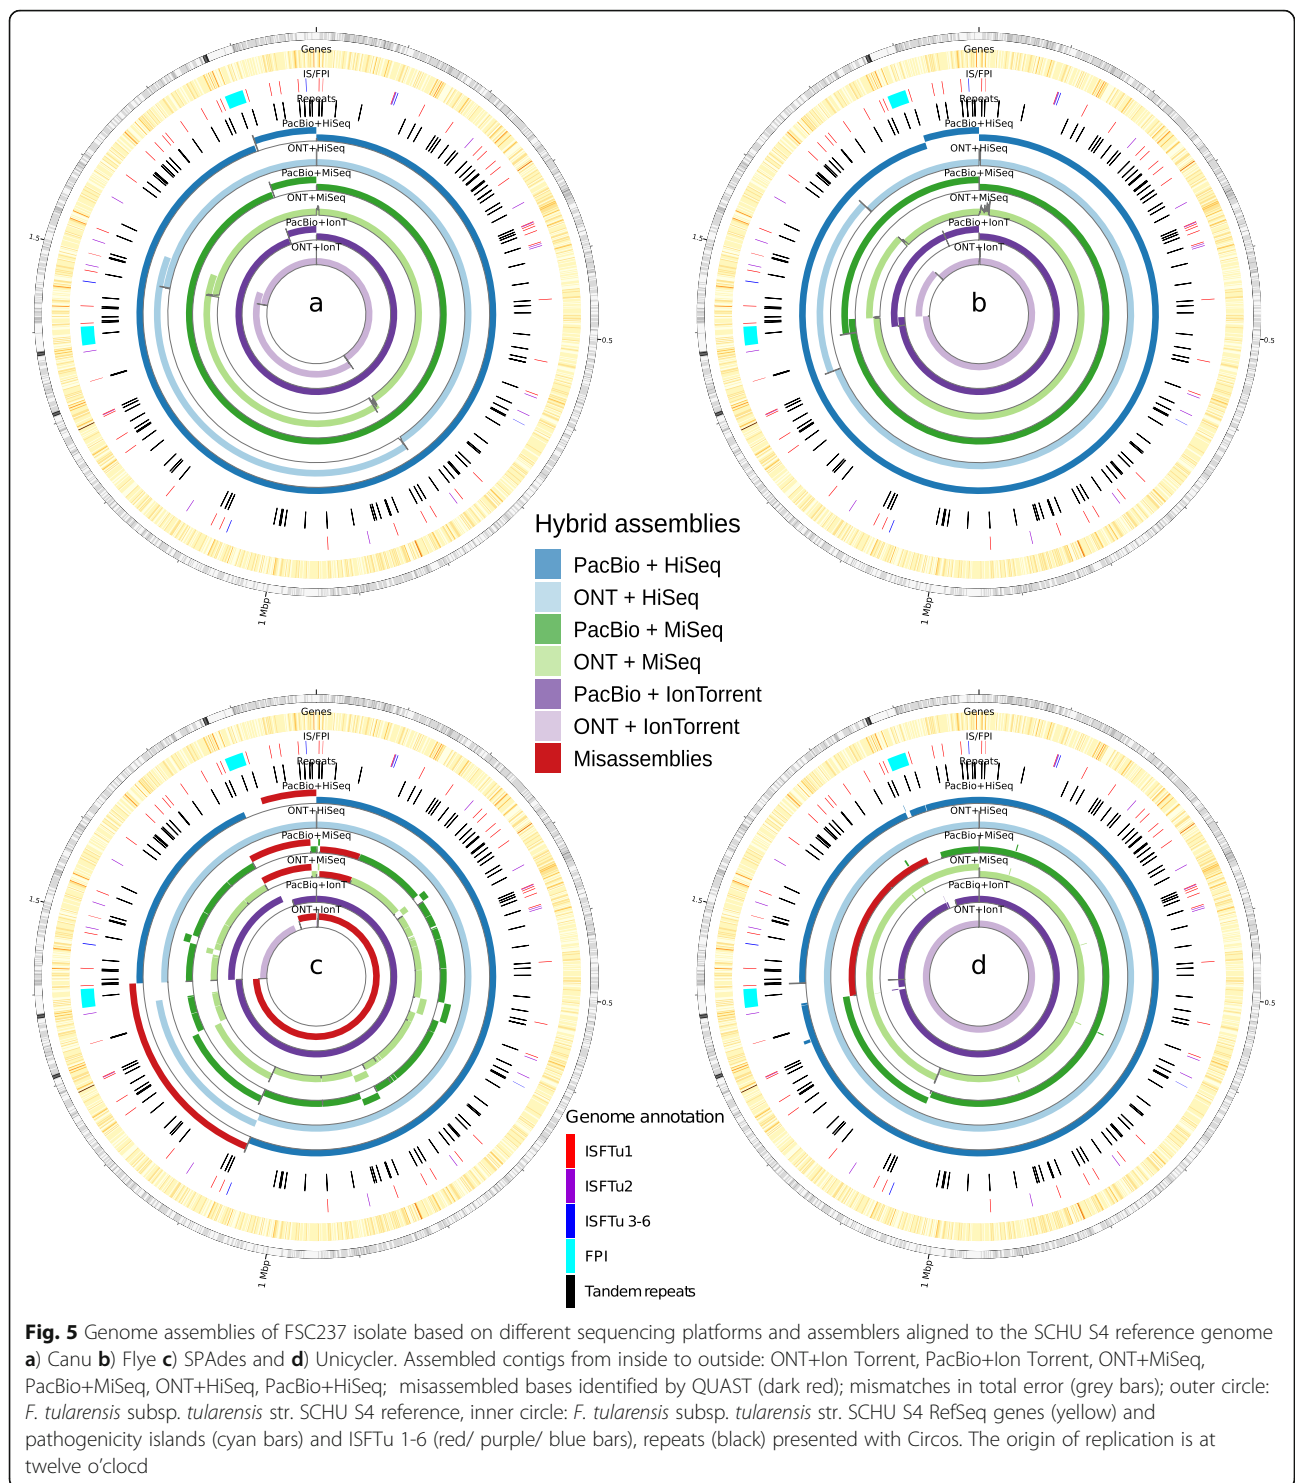 Genes
IS/FPI
Repeats
PacBio+HiSeq
ONT+HiSeq
PacBio+MiSeq
ONT+MiSeq
PacBio+IonT
ONT+IonT
a
0.5
1 Mbp
1.5
Genes
IS/FPI
Repeats
PacBio+HiSeq
ONT+HiSeq
PacBio+MiSeq
ONT+MiSeq
PacBio+IonT
ONT+IonT
b
0.5
1 Mbp
1.5
Hybrid assemblies
PacBio + HiSeq
ONT + HiSeq
PacBio + MiSeq
ONT + MiSeq
PacBio + IonTorrent
ONT + IonTorrent
Misassemblies
Genes
IS/FPI
Repeats
PacBio+HiSeq
ONT+HiSeq
PacBio+MiSeq
ONT+MiSeq
PacBio+IonT
ONT+IonT
c
0.5
1 Mbp
1.5
Genes
IS/FPI
Repeats
PacBio+HiSeq
ONT+HiSeq
PacBio+MiSeq
ONT+MiSeq
PacBio+IonT
ONT+IonT
d
0.5
1 Mbp
1.5
Genome annotation
ISFTu1
ISFTu2
ISFTu 3-6
FPI
Tandem repeats
Fig. 5 Genome assemblies of FSC237 isolate based on different sequencing platforms and assemblers aligned to the SCHU S4 reference genome
a) Canu b) Flye c) SPAdes and d) Unicycler. Assembled contigs from inside to outside: ONT+Ion Torrent, PacBio+Ion Torrent, ONT+MiSeq,
PacBio+MiSeq, ONT+HiSeq, PacBio+HiSeq; misassembled bases identified by QUAST (dark red); mismatches in total error (grey bars); outer circle:
F. tularensis subsp. tularensis str. SCHU S4 reference, inner circle: F. tularensis subsp. tularensis str. SCHU S4 RefSeq genes (yellow) and
pathogenicity islands (cyan bars) and ISFTu 1-6 (red/ purple/ blue bars), repeats (black) presented with Circos. The origin of replication is at
twelve o'clocd